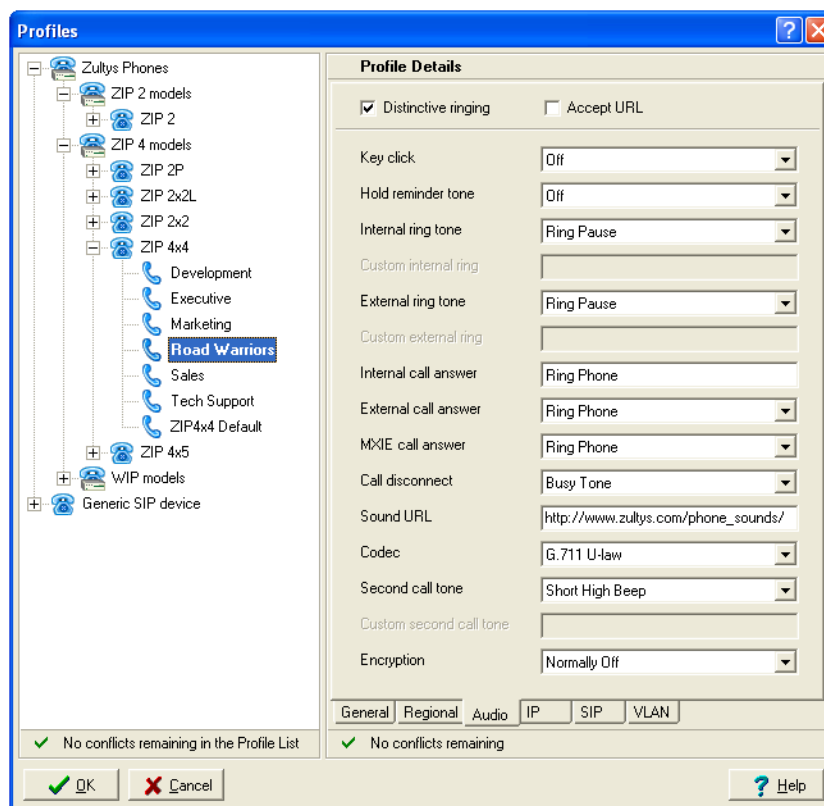 Profiles
Zultys Phones
ZIP 2 models
ZIP 2
ZIP 4 models
ZIP 2P
ZIP 2x2L
ZIP 2x2
ZIP 4x4
Development
Executive
Marketing
Road Warriors
Sales
Tech Support
ZIP4x4 Default
ZIP 4x5
WIP models
Generic SIP device
No conflicts remaining in the Profile List
Profile Details
Distinctive ringing Accept URL
Key click Off
Hold reminder tone Off
Internal ring tone Ring Pause
Custom internal ring
External ring tone Ring Pause
Custom external ring
Internal call answer Ring Phone
External call answer Ring Phone
MXIE call answer Ring Phone
Call disconnect Busy Tone
Sound URL http://www.zultys.com/phone_sounds/
Codec G.711 U-law
Second call tone Short High Beep
Custom second call tone
Encryption Normally Off
General Regional Audio IP SIP VLAN
No conflicts remaining
OK Cancel Help